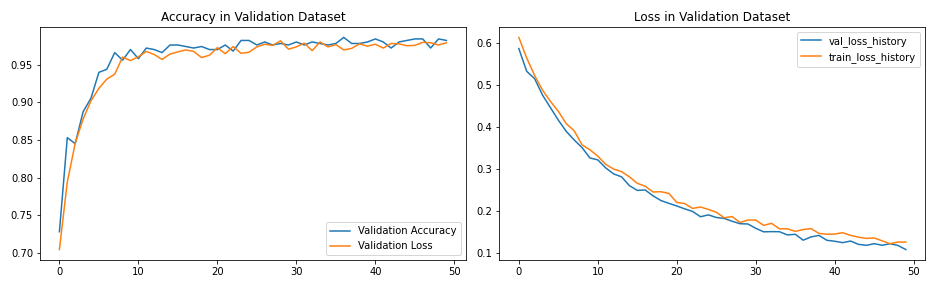 Accuracy in Validation Dataset
0.95
0.90
0.85
0.80
0.75
0.70
Validation Accuracy
Validation Loss
0 10 20 30 40 50
Loss in Validation Dataset
0.6
0.5
0.4
0.3
0.2
0.1
val_loss_history
train_loss_history
0 10 20 30 40 50